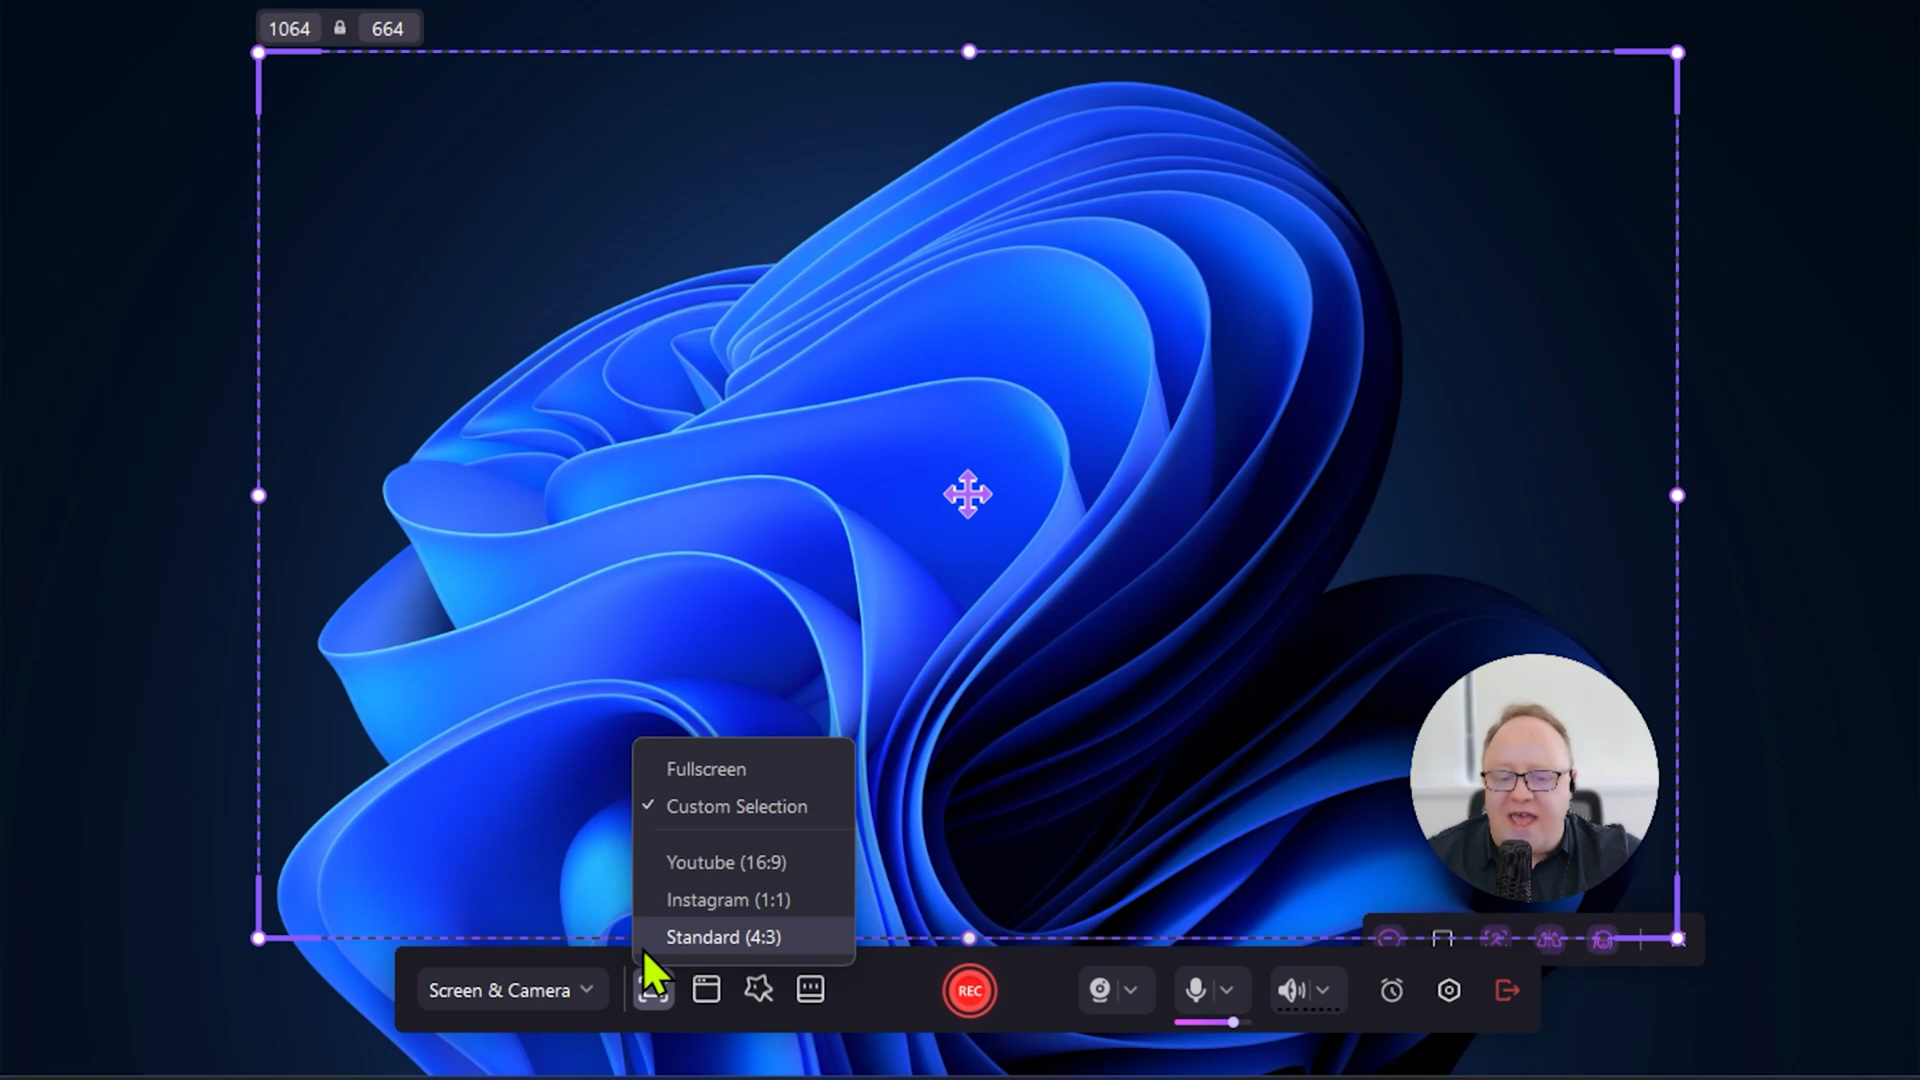 1064 664
Fullscreen
Custom Selection
Youtube (16:9)
Instagram (1:1)
Standard (4:3)
Screen & Camera
REC